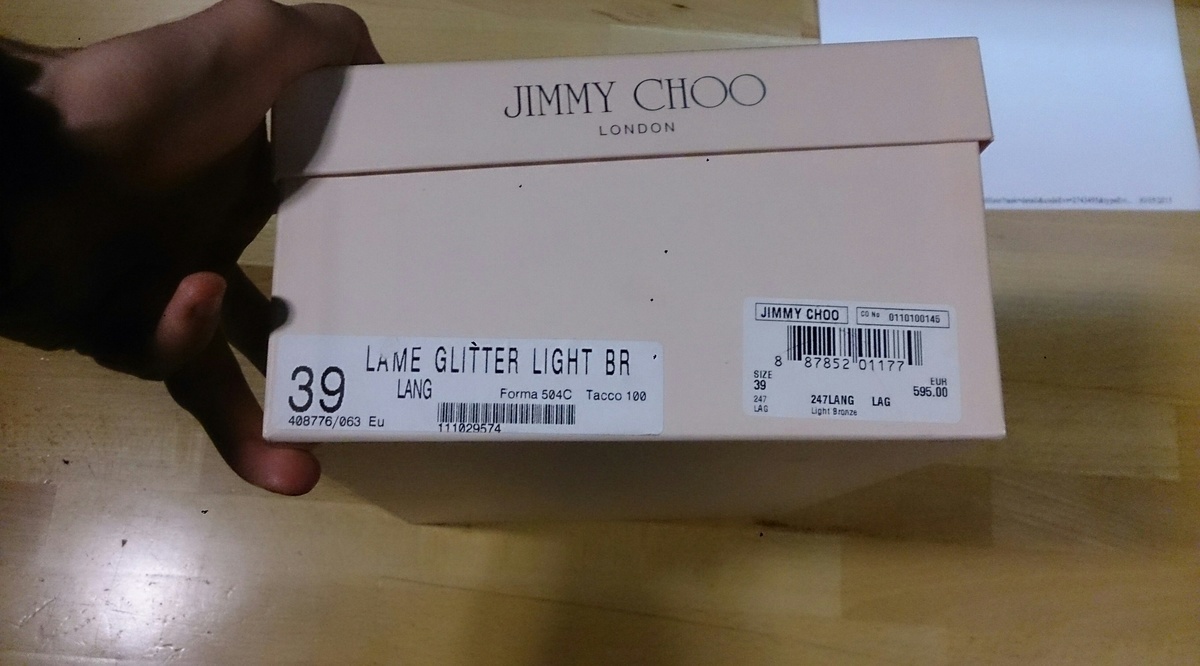 JIMMY CHOO
LONDON
LAME GLITTER LIGHT BR
39
LANG
Forma 504C Tacco 100
408776/063 Eu
111029574
JIMMY CHOO
CO No 0110100145
8 87852 01177
SIZE
39
EUR
595.00
247
LAG
247LANG LAG
Light Bronze